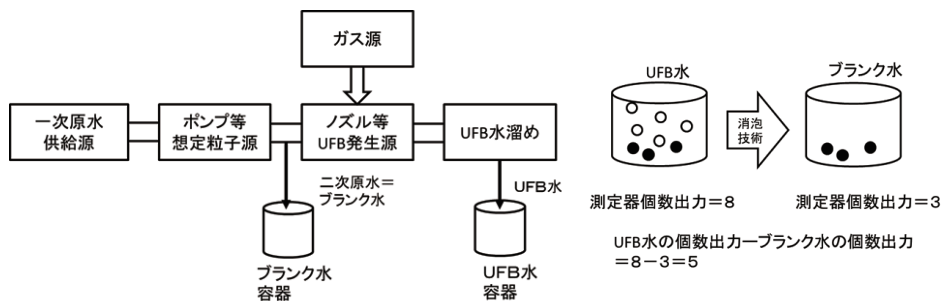 ガス源
一次原水
供給源
ポンプ等
想定粒子源
ノズル等
UFB発生源
UFB水溜め
二次原水＝
ブランク水
UFB水
ブランク水
容器
UFB水
容器
UFB水
消泡
技術
ブランク水
測定器個数出力＝8
測定器個数出力＝3
UFB水の個数出力ーブランク水の個数出力
＝8－3＝5